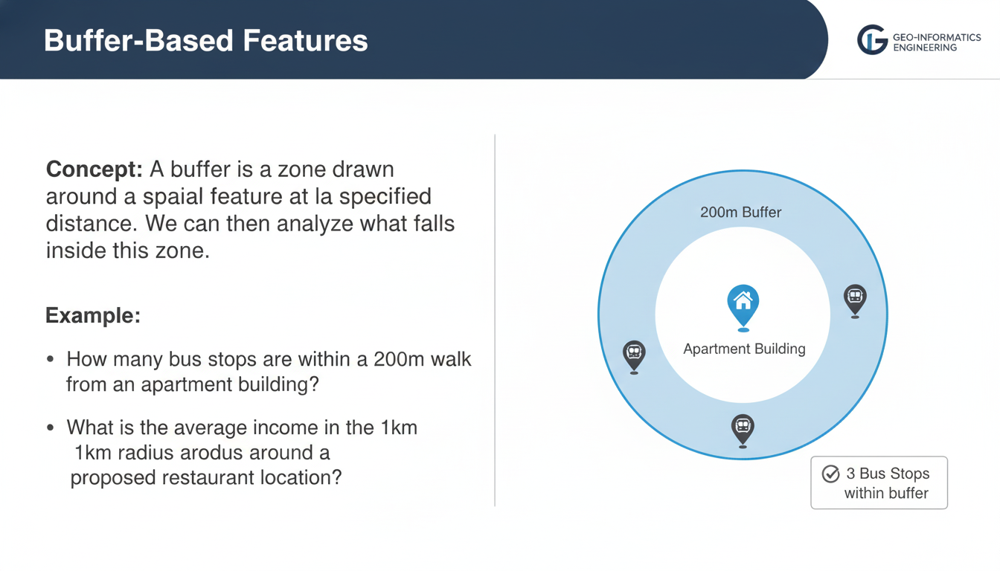 Buffer-Based Features
GEO-INFORMATICS
ENGINEERING
Concept: A buffer is a zone drawn
around a spaial feature at la specified
distance. We can then analyze what falls
inside this zone.
Example:
• How many bus stops are within a 200m walk
from an apartment building?
• What is the average income in the 1km
1km radius arodus around a
proposed restaurant location?
200m Buffer
Apartment Building
3 Bus Stops
within buffer